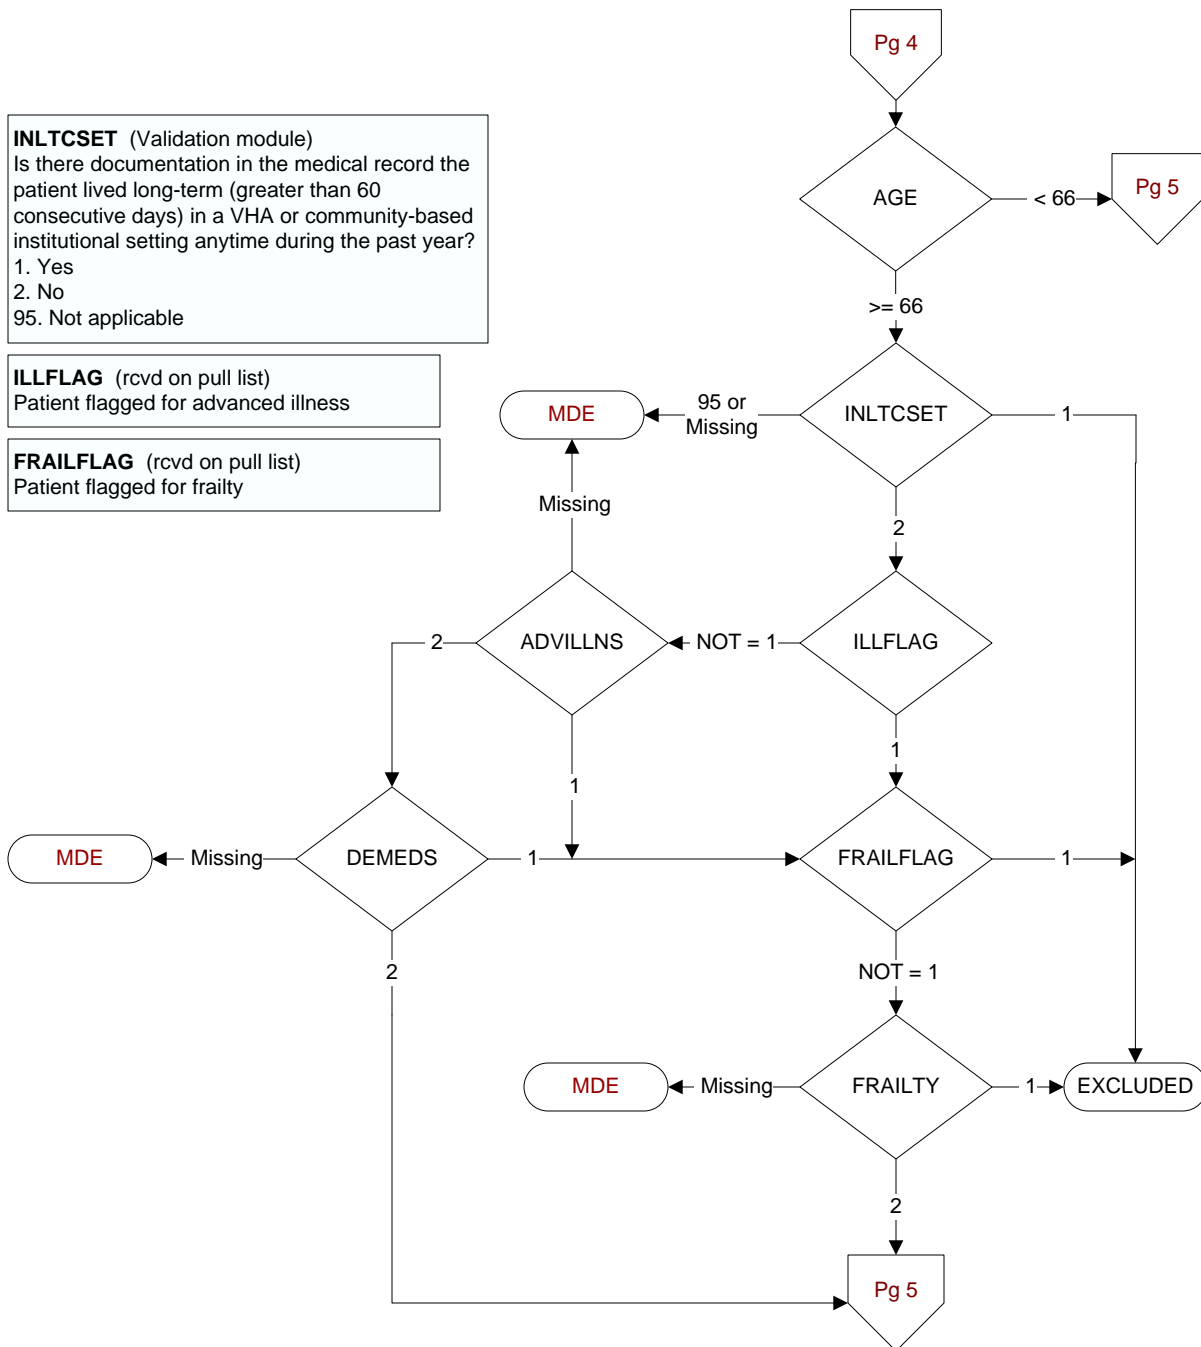 Pg 4
INLTCSET (Validation module)
Is there documentation in the medical record the
patient lived long-term (greater than 60
consecutive days) in a VHA or community-based
institutional setting anytime during the past year?
1. Yes
2. No
95. Not applicable
AGE
< 66
Pg 5
>= 66
ILLFLAG (rcvd on pull list)
Patient flagged for advanced illness
FRAILFLAG (rcvd on pull list)
Patient flagged for frailty
MDE
95 or
Missing
INLTCSET
1
Missing
2
2
ADVILLNS
NOT = 1
ILLFLAG
1
1
MDE
Missing
DEMEDS
1
FRAILFLAG
1
2
NOT = 1
MDE
Missing
FRAILTY
1
EXCLUDED
2
Pg 5